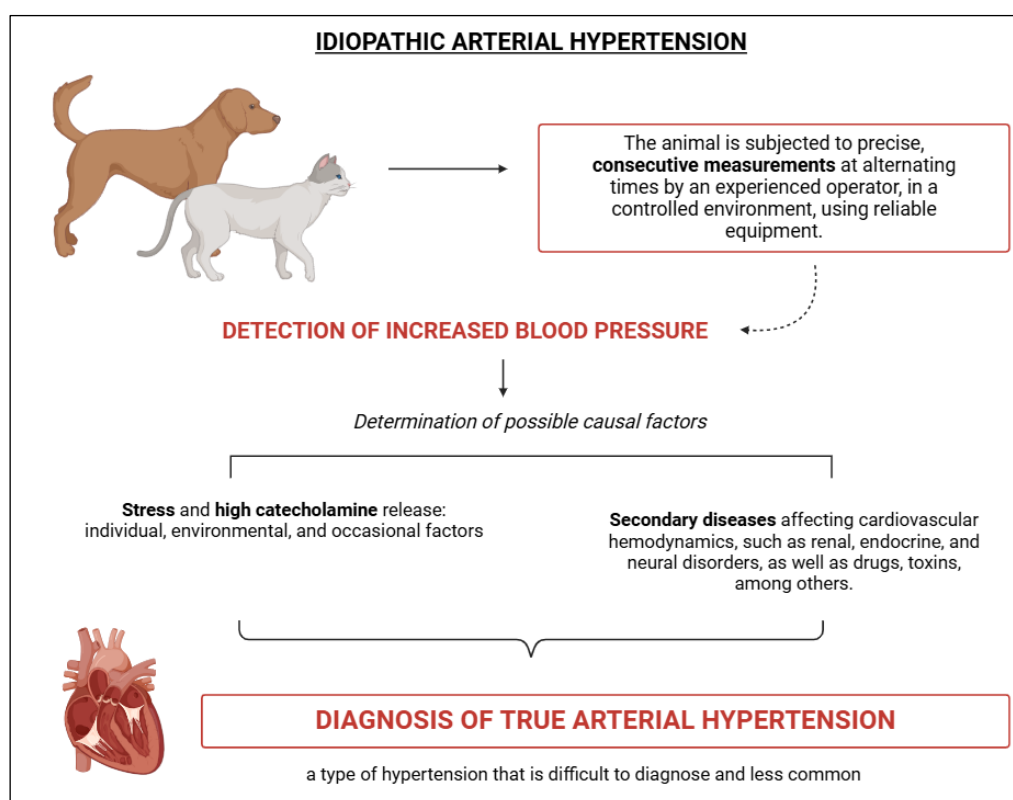 IDIOPATHIC ARTERIAL HYPERTENSION
The animal is subjected to precise,
consecutive measurements at alternating
times by an experienced operator, in a
controlled environment, using reliable
equipment.
DETECTION OF INCREASED BLOOD PRESSURE
Determination of possible causal factors
Stress and high catecholamine release:
individual, environmental, and occasional factors
Secondary diseases affecting cardiovascular
hemodynamics, such as renal, endocrine, and
neural disorders, as well as drugs, toxins,
among others.
DIAGNOSIS OF TRUE ARTERIAL HYPERTENSION
a type of hypertension that is difficult to diagnose and less common